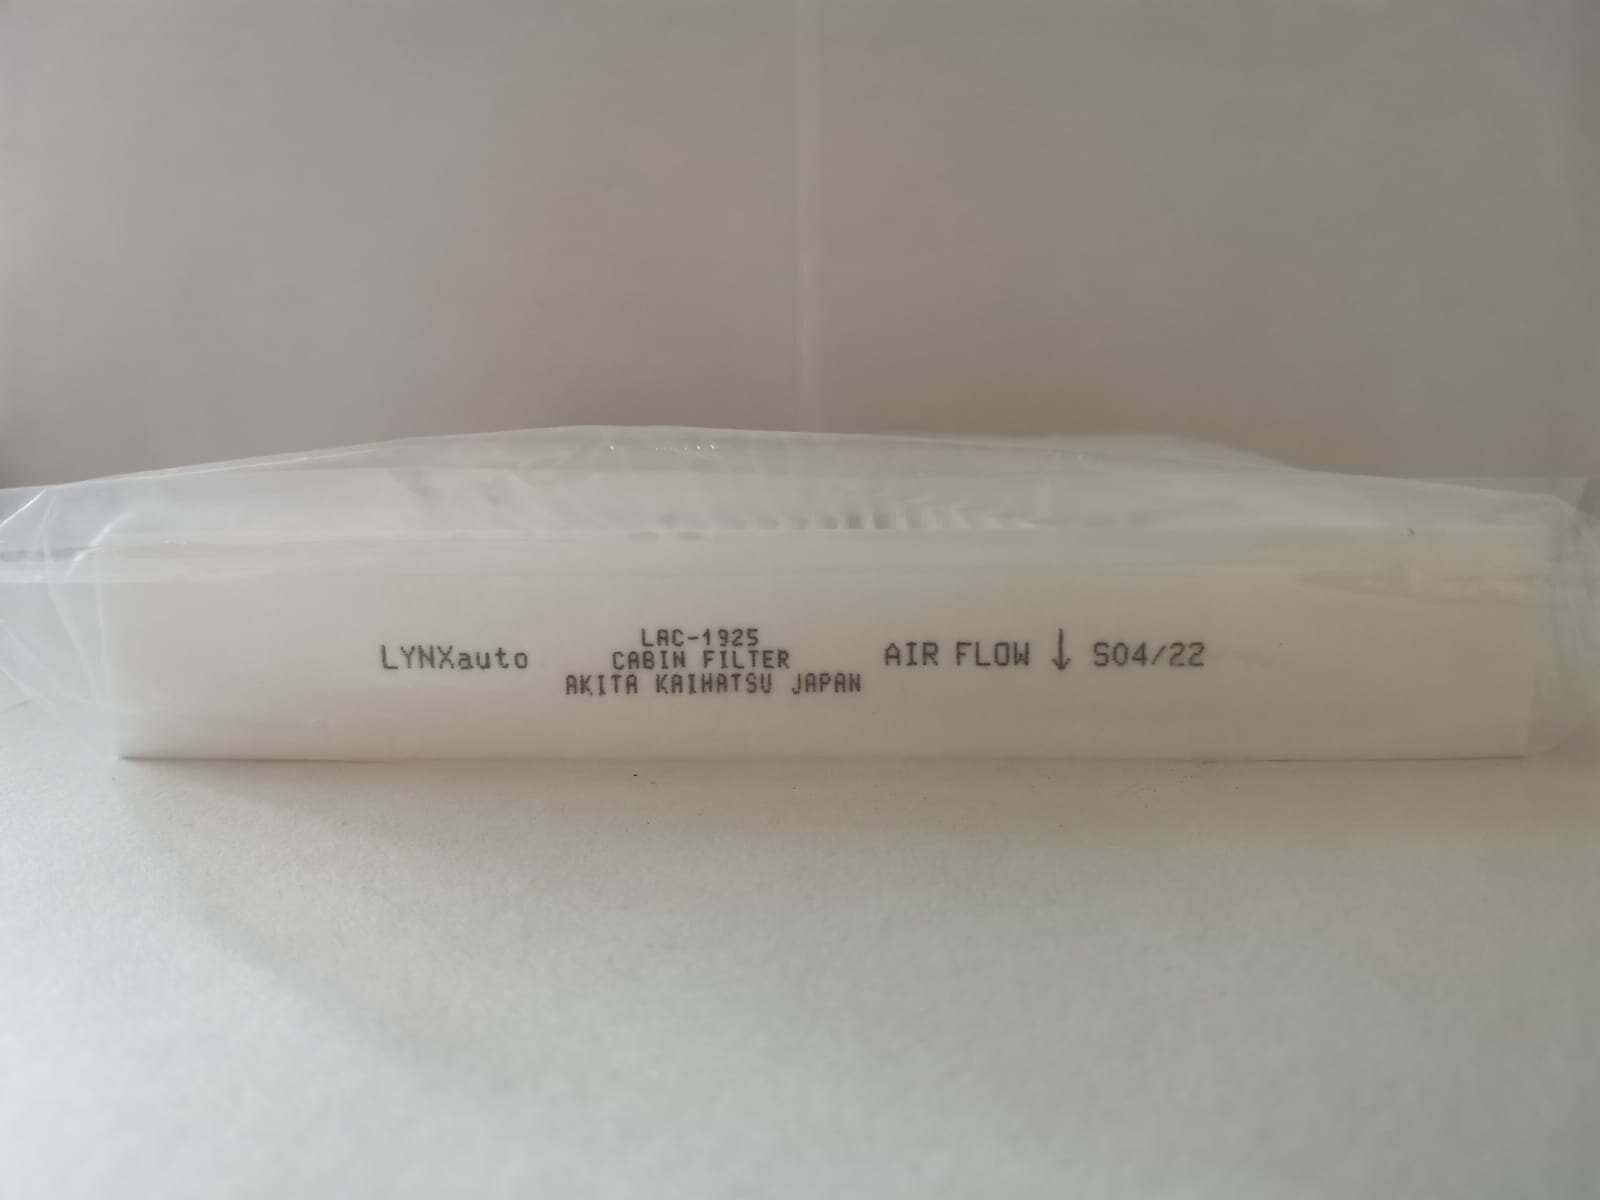 LYNXauto
LAC-1925
CABIN FILTER
AKITA KAIHATSU JAPAN
AIR FLOW ↓ S04/22